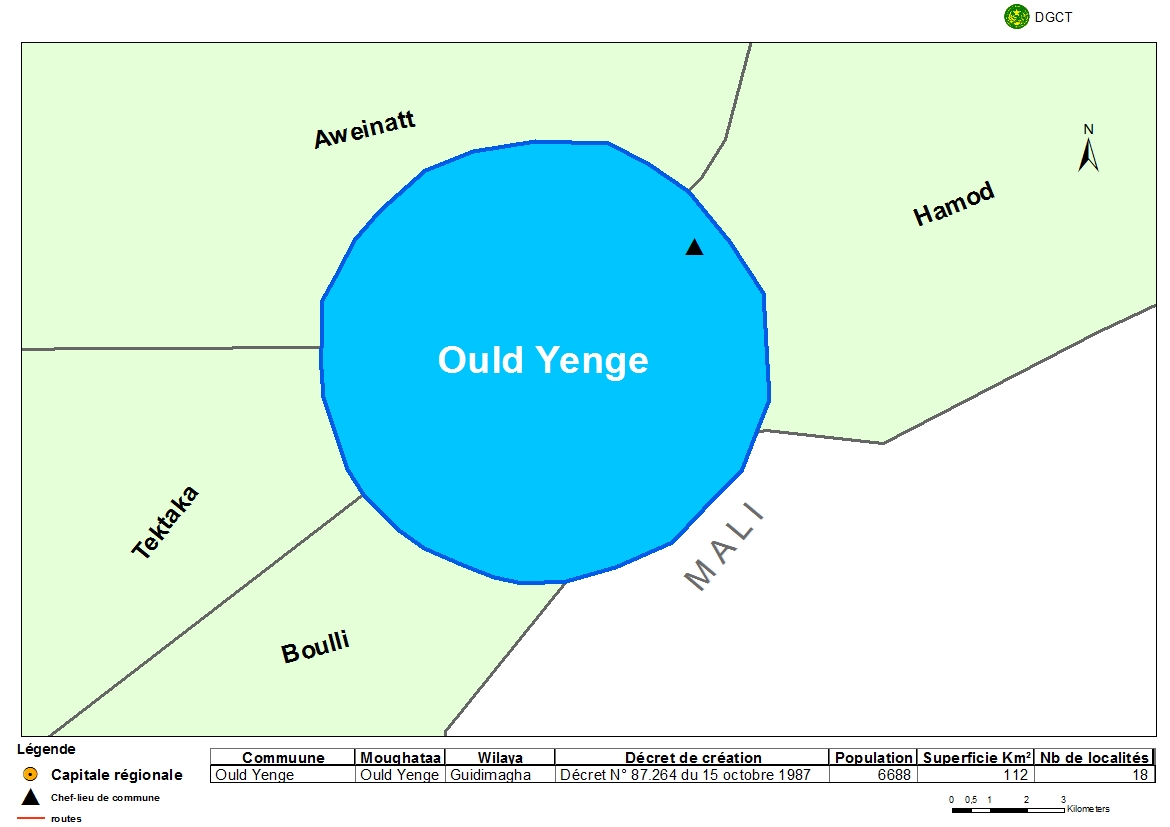 DGCT
Aweinatt
N
Hamod
Ould Yenge
Tektaka
MALI
Boulli
Légende
Capitale régionale
Chef-lieu de commune
routes
Commuune Moughataa Wilaya Décret de création Population Superficie Km² Nb de localités
Ould Yenge Ould Yenge Guidimagha Décret N° 87.264 du 15 octobre 1987 6688 112 18
0 0,5 1 2 3
Kilometers